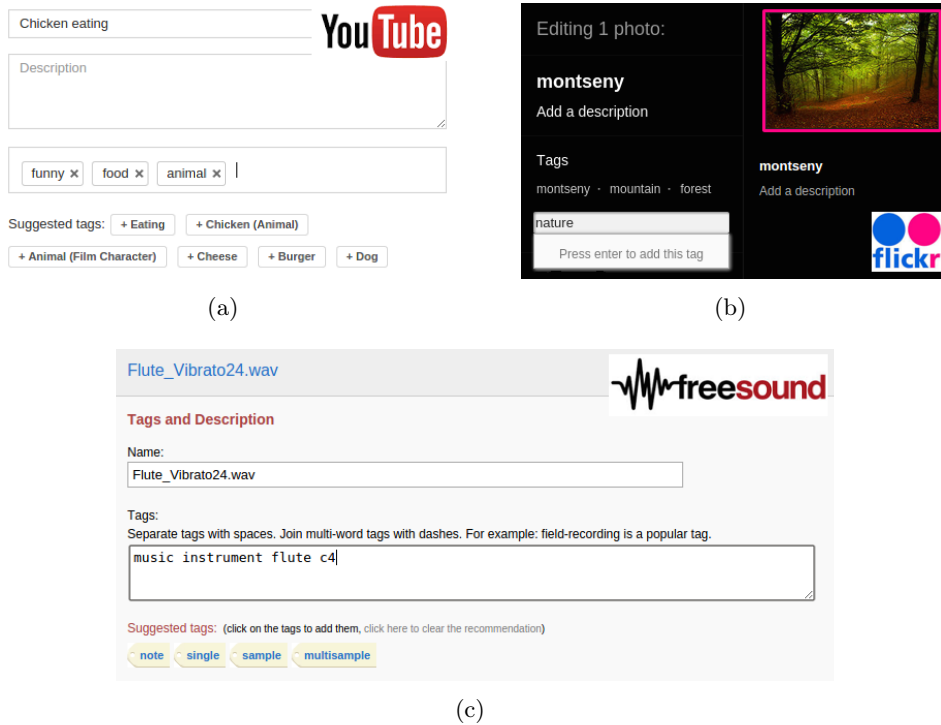 Chicken eating
YouTube
Description
funny × food × animal ×
Suggested tags: + Eating + Chicken (Animal)
+ Animal (Film Character) + Cheese + Burger + Dog
(a)
Editing 1 photo:
montseny
Add a description
Tags
montseny · mountain · forest
nature
Press enter to add this tag
montseny
Add a description
flickr
(b)
Flute_Vibrato24.wav
freesound
Tags and Description
Name:
Flute_Vibrato24.wav
Tags:
Separate tags with spaces. Join multi-word tags with dashes. For example: field-recording is a popular tag.
music instrument flute c4
Suggested tags: (click on the tags to add them, click here to clear the recommendation)
note single sample multisample
(c)